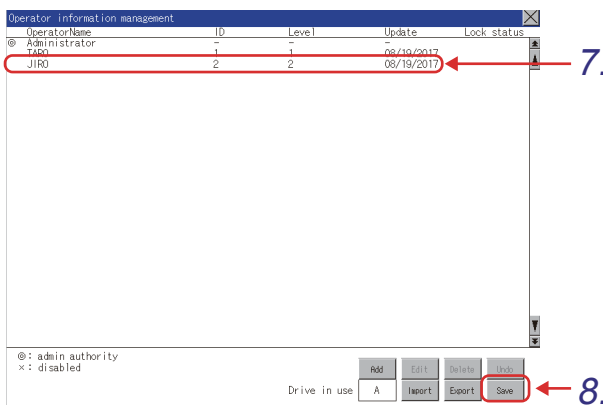 Operator information management
OperatorName ID Level Update Lock status
◎ Administrator - - -
TARO 1 1 08/19/2017
JIRO 2 2 08/19/2017
7.
◎: admin authority
×: disabled
Add Edit Delete Undo
Drive in use A Import Export Save
8.